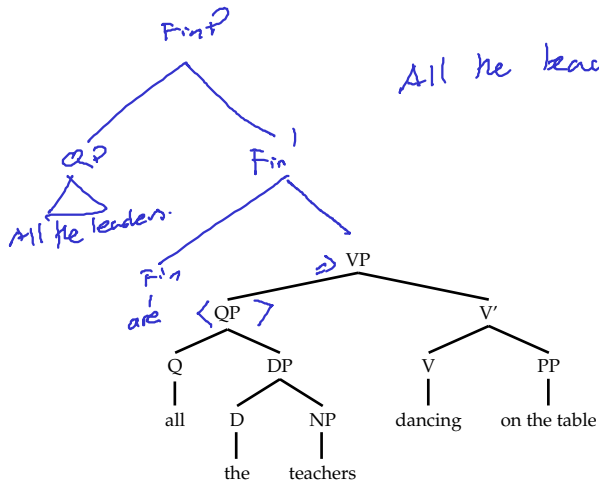 FinP
All the
QP Fin'
All the leaders.
Fin
⇒ VP
are
< QP > V'
Q DP V PP
all D NP dancing on the table
the teachers